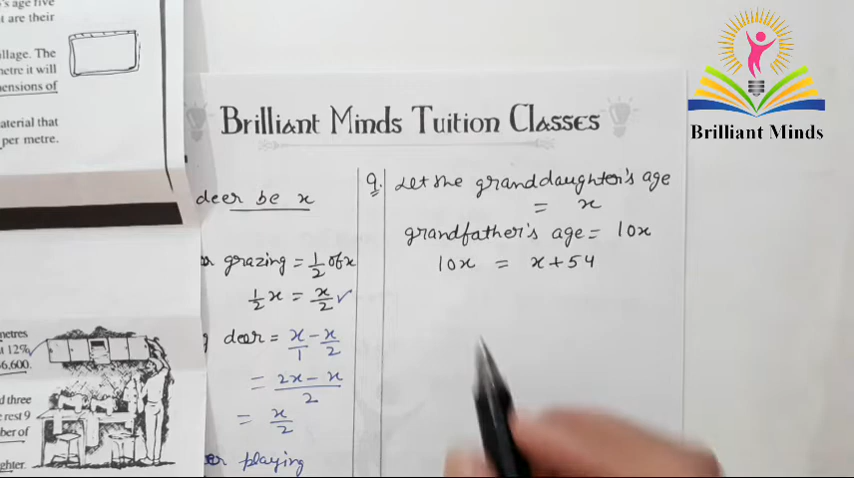 's age five
t are their
illage. The
metre it will
nensions of
aterial that
per metre.
metres
t 12%
6,600.
d three
e rest 9
ber of
ghter.
Brilliant Minds Tuition Classes
deer be x
grazing = 1/2 of x
1/2 x = x/2 ✓
deer = x/1 - x/2
= 2x - x / 2
= x/2
playing
9. Let the granddaughter's age
= x
grandfather's age = 10x
10x = x + 54
Brilliant Minds